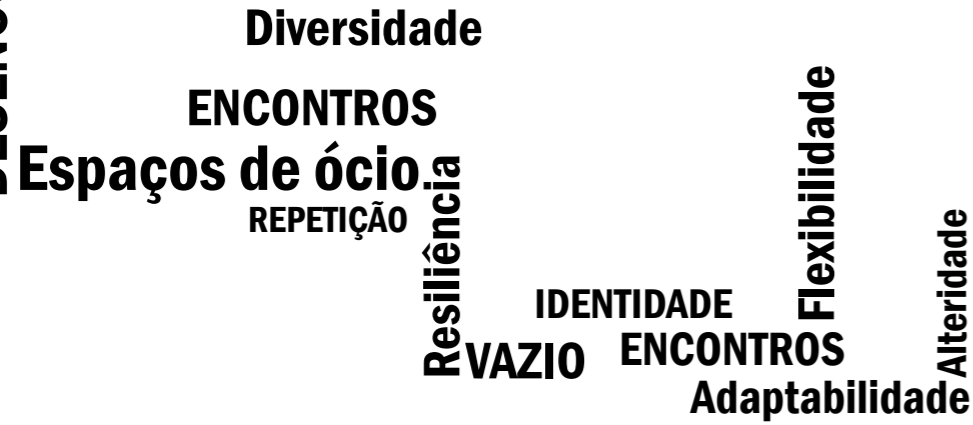 Diversidade
ENCONTROS
Espaços de ócio
REPETIÇÃO
Resiliência
Flexibilidade
Alteridade
IDENTIDADE
VAZIO
ENCONTROS
Adaptabilidade